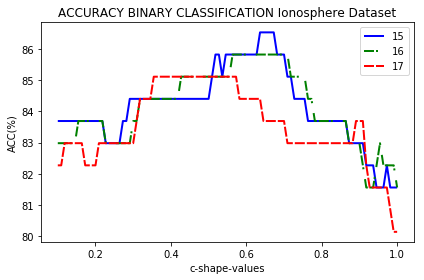 ACCURACY BINARY CLASSIFICATION Ionosphere Dataset
15
16
17
86
85
84
83
82
81
80
ACC(%)
0.2 0.4 0.6 0.8 1.0
c-shape-values